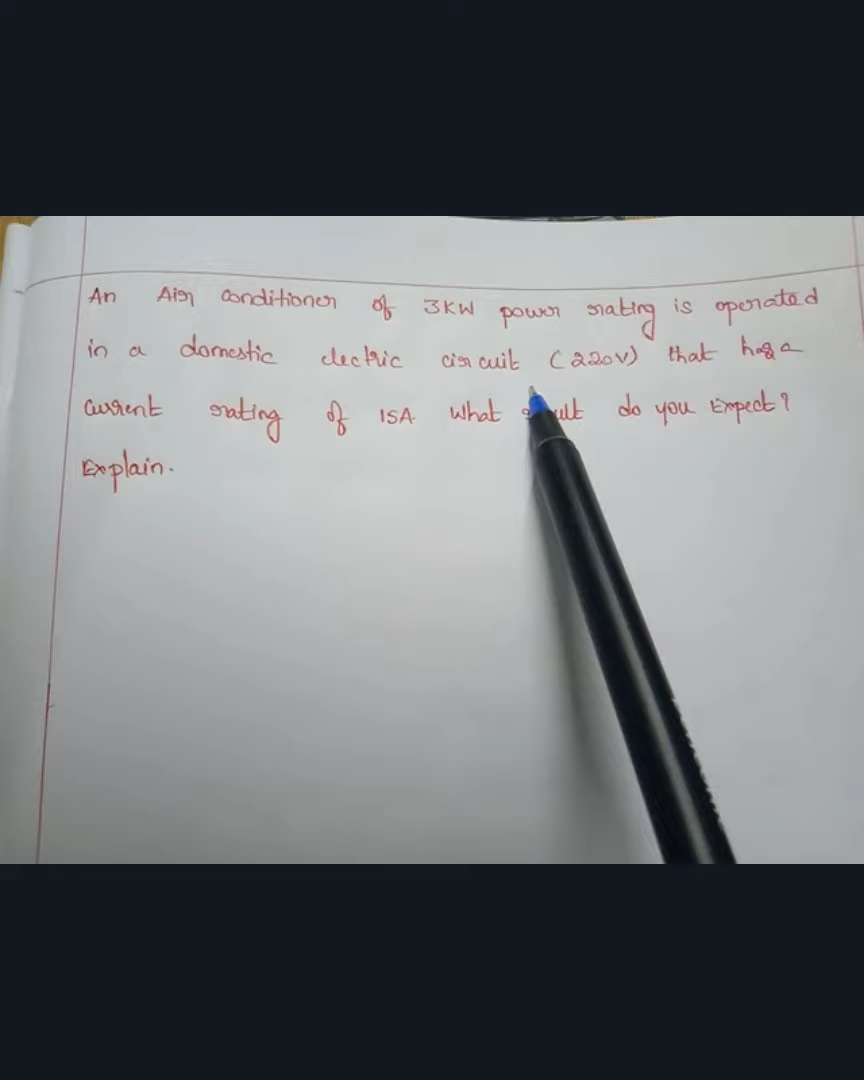 An Air conditioner of 3KW power rating is operated
in a domestic electric circuit (220V) that has a
current rating of 15A. What do you Expect?
Explain.